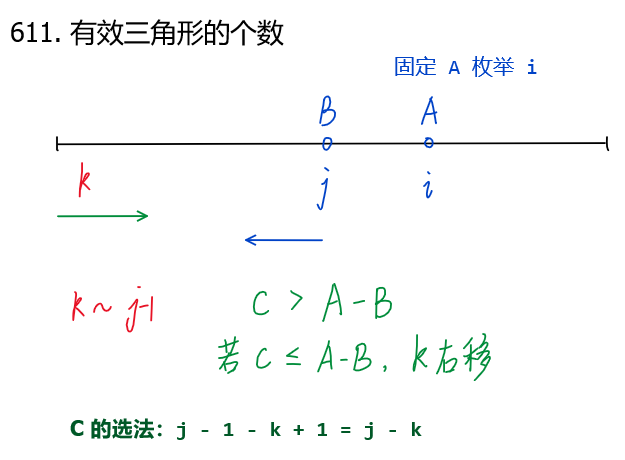 611. 有效三角形的个数
固定 A 枚举 i
B A
k j i
k ~ j-1 C > A - B
若 C ≤ A-B, k右移
C 的选法: j - 1 - k + 1 = j - k